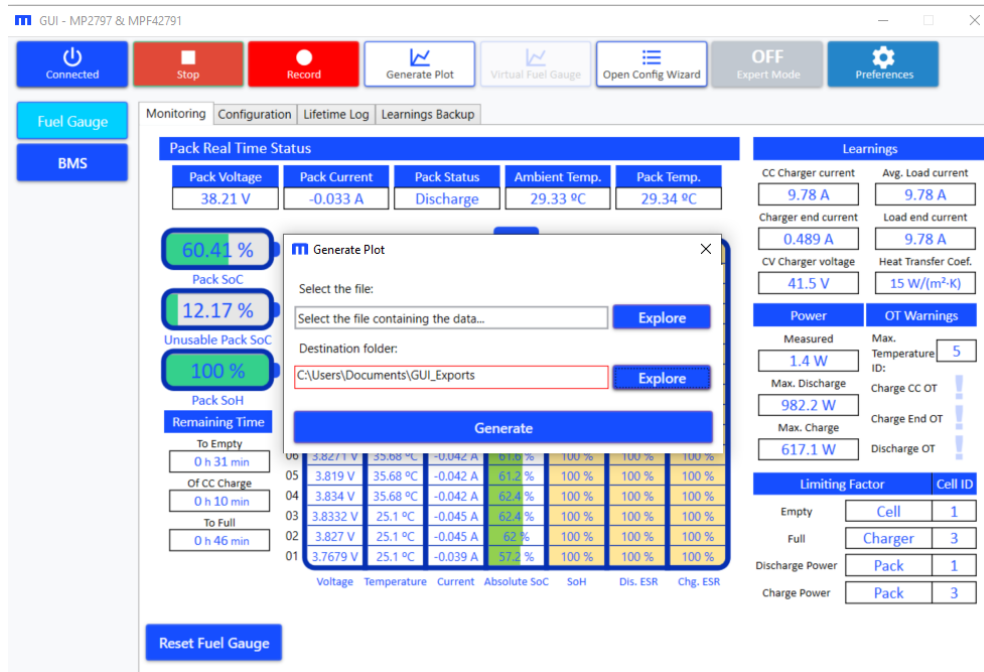 GUI - MP2797 & MPF42791
Connected
Stop
Record
Generate Plot
Virtual Fuel Gauge
Open Config Wizard
OFF
Expert Mode
Preferences
Fuel Gauge
BMS
Monitoring Configuration Lifetime Log Learnings Backup
Pack Real Time Status
Pack Voltage Pack Current Pack Status Ambient Temp. Pack Temp.
38.21 V -0.033 A Discharge 29.33 ºC 29.34 ºC
60.41 %
Pack SoC
12.17 %
Unusable Pack SoC
100 %
Pack SoH
Remaining Time
To Empty
0 h 31 min
Of CC Charge
0 h 10 min
To Full
0 h 46 min
Generate Plot
Select the file:
Select the file containing the data...
Explore
Destination folder:
C:\Users\Documents\GUI_Exports
Explore
Generate
06 3.8271 V 35.68 ºC -0.042 A 61.6 % 100 % 100 % 100 %
05 3.819 V 35.68 ºC -0.042 A 61.2 % 100 % 100 % 100 %
04 3.834 V 35.68 ºC -0.042 A 62.4 % 100 % 100 % 100 %
03 3.8332 V 25.1 ºC -0.045 A 62.4 % 100 % 100 % 100 %
02 3.827 V 25.1 ºC -0.045 A 62 % 100 % 100 % 100 %
01 3.7679 V 25.1 ºC -0.039 A 57.2 % 100 % 100 % 100 %
Voltage Temperature Current Absolute SoC SoH Dis. ESR Chg. ESR
Reset Fuel Gauge
Learnings
CC Charger current Avg. Load current
9.78 A 9.78 A
Charger end current Load end current
0.489 A 9.78 A
CV Charger voltage Heat Transfer Coef.
41.5 V 15 W/(m²·K)
Power
Measured
1.4 W
Max. Discharge
982.2 W
Max. Charge
617.1 W
OT Warnings
Max.
Temperature 5
ID:
Charge CC OT !
Charge End OT !
Discharge OT !
Limiting Factor Cell ID
Empty Cell 1
Full Charger 3
Discharge Power Pack 1
Charge Power Pack 3